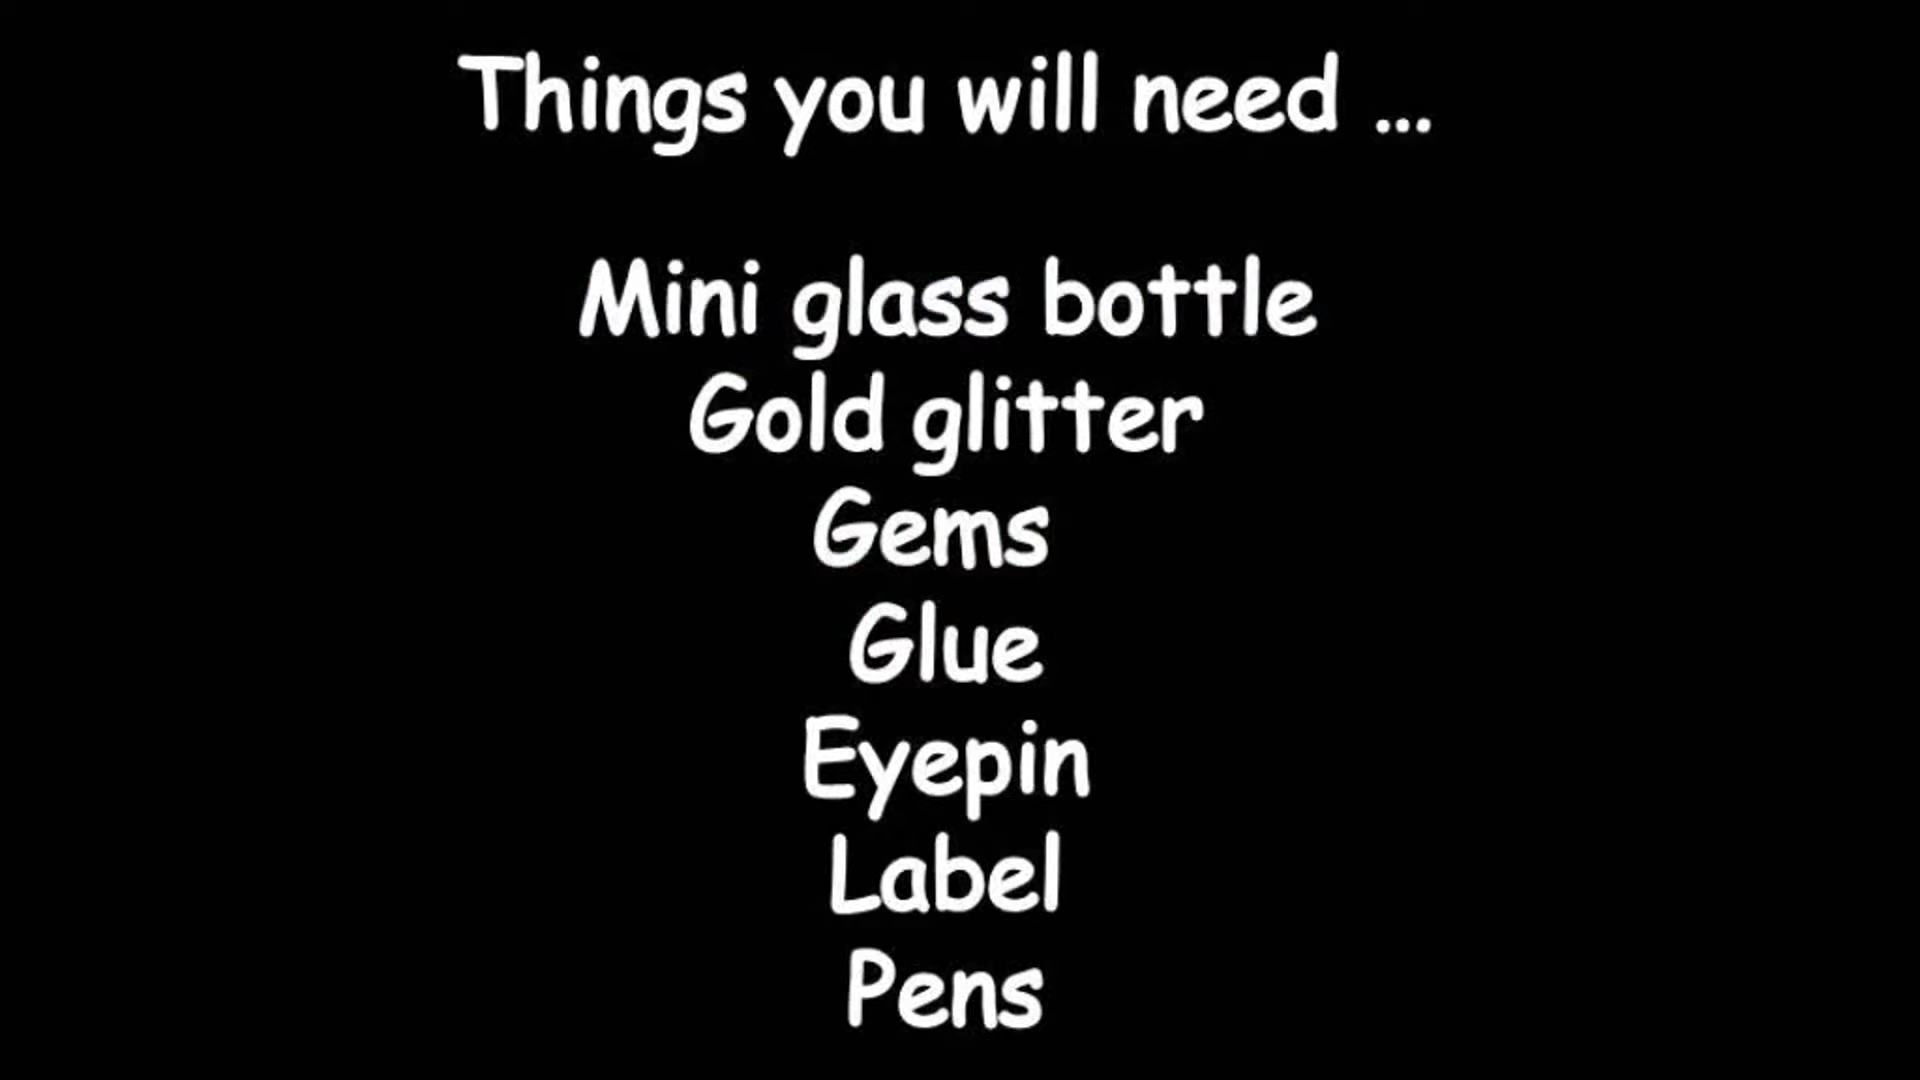 Things you will need ...
Mini glass bottle
Gold glitter
Gems
Glue
Eyepin
Label
Pens